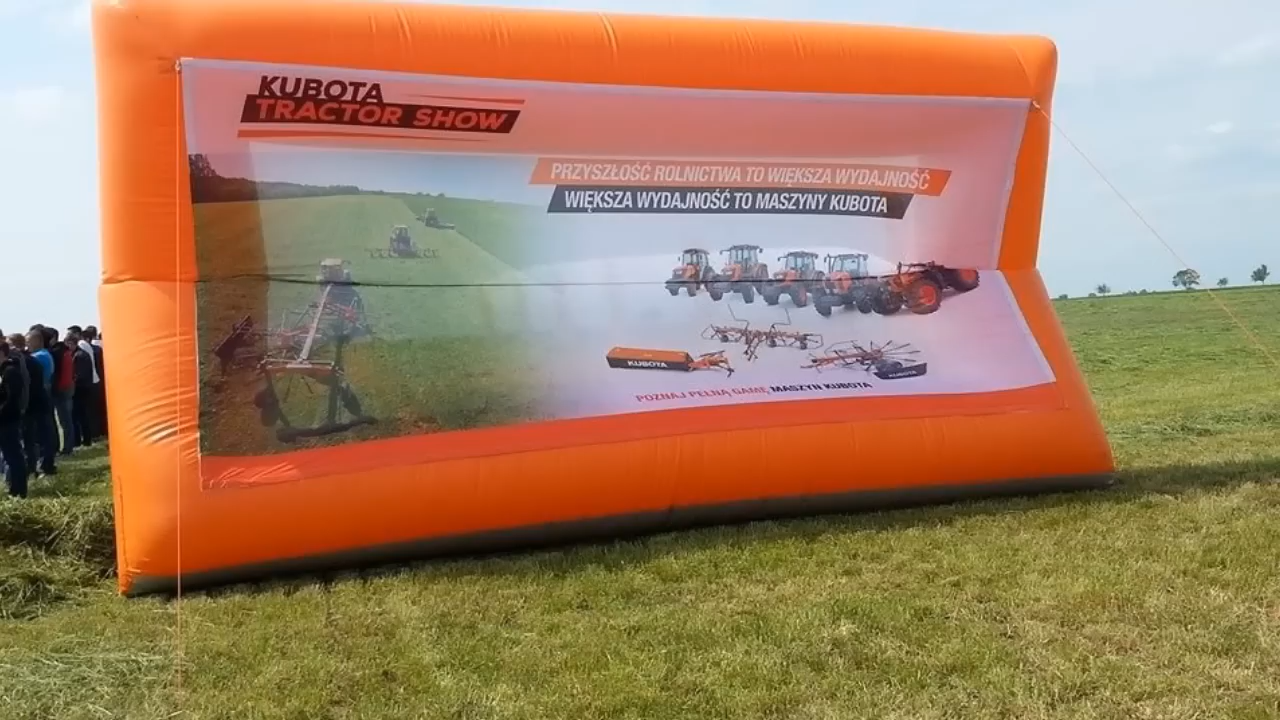 KUBOTA
TRACTOR SHOW
PRZYSZŁOŚĆ ROLNICTWA TO WIĘKSZA WYDAJNOŚĆ
WIĘKSZA WYDAJNOŚĆ TO MASZYNY KUBOTA
KUBOTA
KUBOTA
POZNAJ PEŁNĄ GAMĘ MASZYN KUBOTA